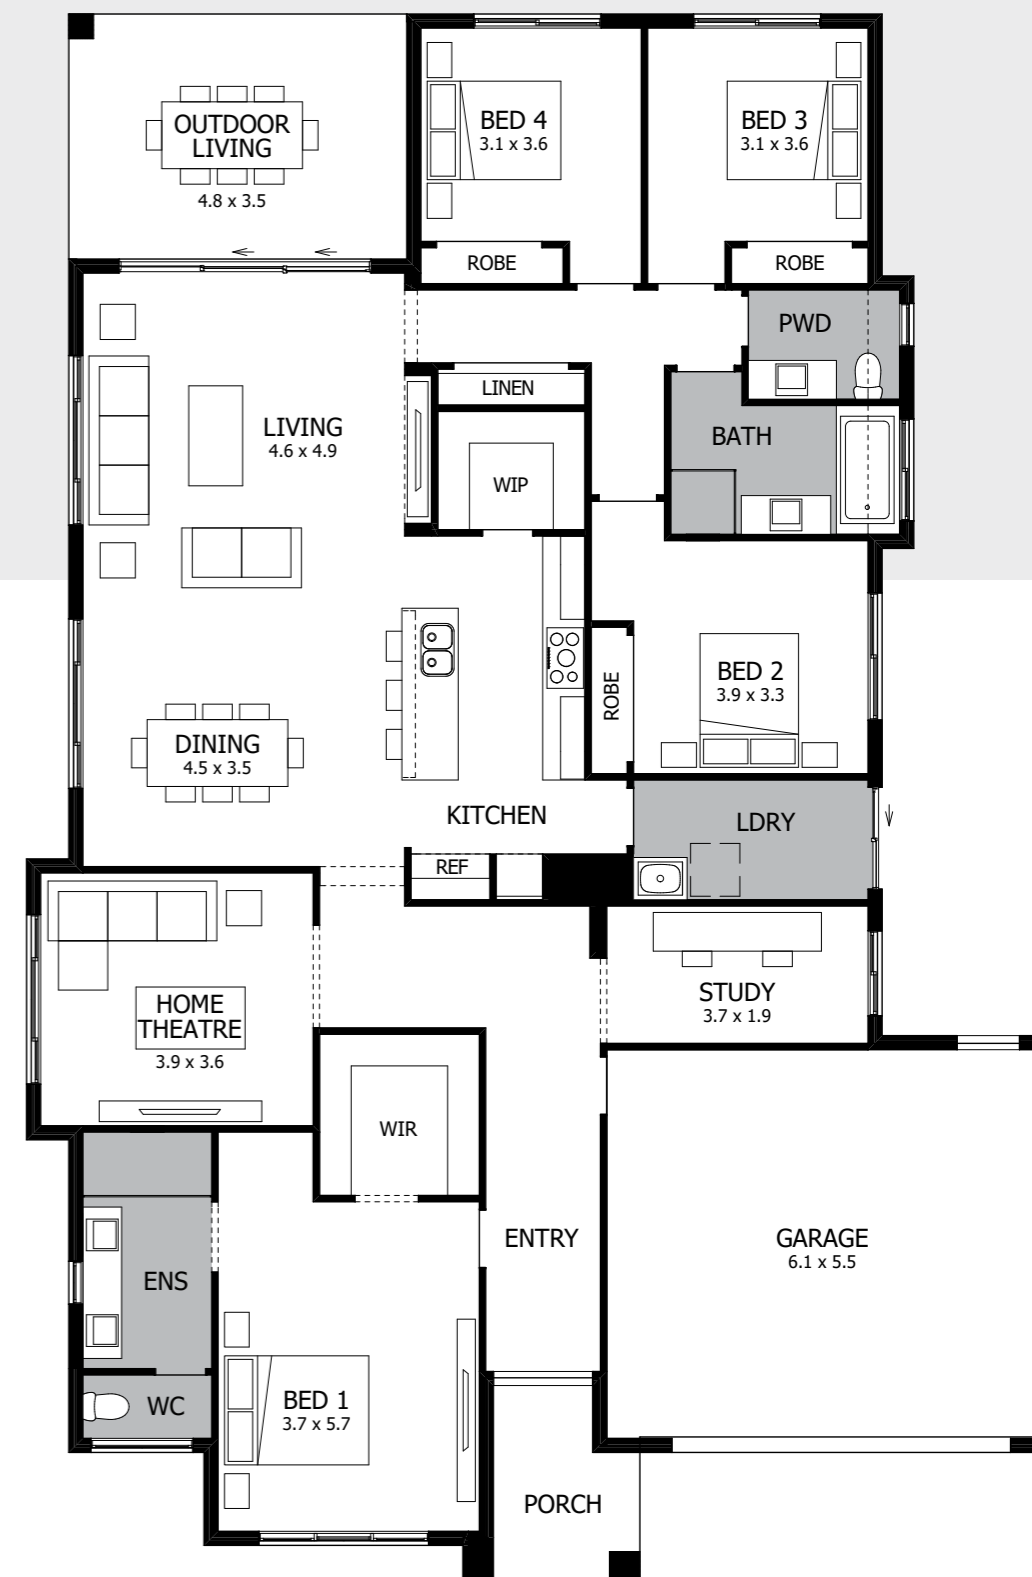 OUTDOOR
LIVING
4.8 x 3.5
BED 4
3.1 x 3.6
BED 3
3.1 x 3.6
ROBE
ROBE
PWD
LINEN
LIVING
4.6 x 4.9
BATH
WIP
BED 2
3.9 x 3.3
ROBE
DINING
4.5 x 3.5
KITCHEN
LDRY
REF
HOME
THEATRE
3.9 x 3.6
STUDY
3.7 x 1.9
WIR
ENTRY
GARAGE
6.1 x 5.5
ENS
BED 1
3.7 x 5.7
WC
PORCH